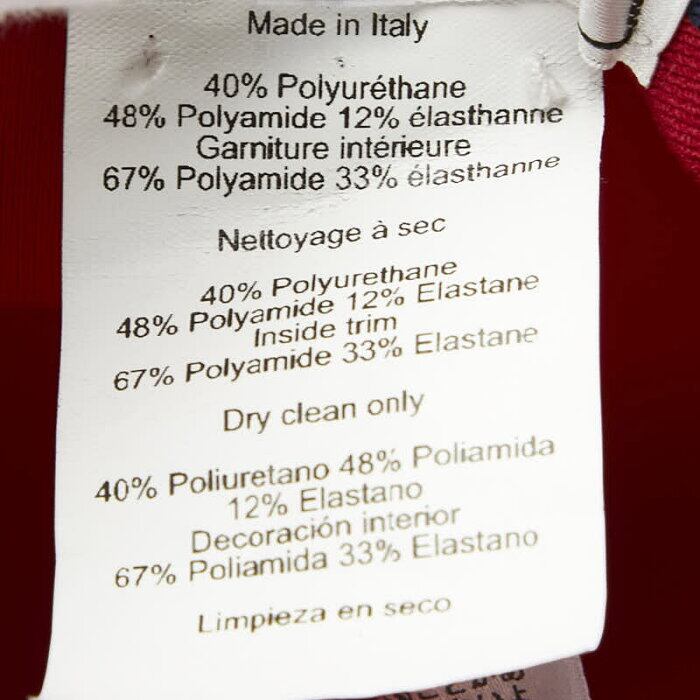 Made in Italy
40% Polyuréthane
48% Polyamide 12% élasthanne
Garniture intérieure
67% Polyamide 33% élasthanne
Nettoyage à sec
40% Polyurethane
48% Polyamide 12% Elastane
Inside trim
67% Polyamide 33% Elastane
Dry clean only
40% Poliuretano 48% Poliamida
12% Elastano
Decoración interior
67% Poliamida 33% Elastano
Limpieza en seco